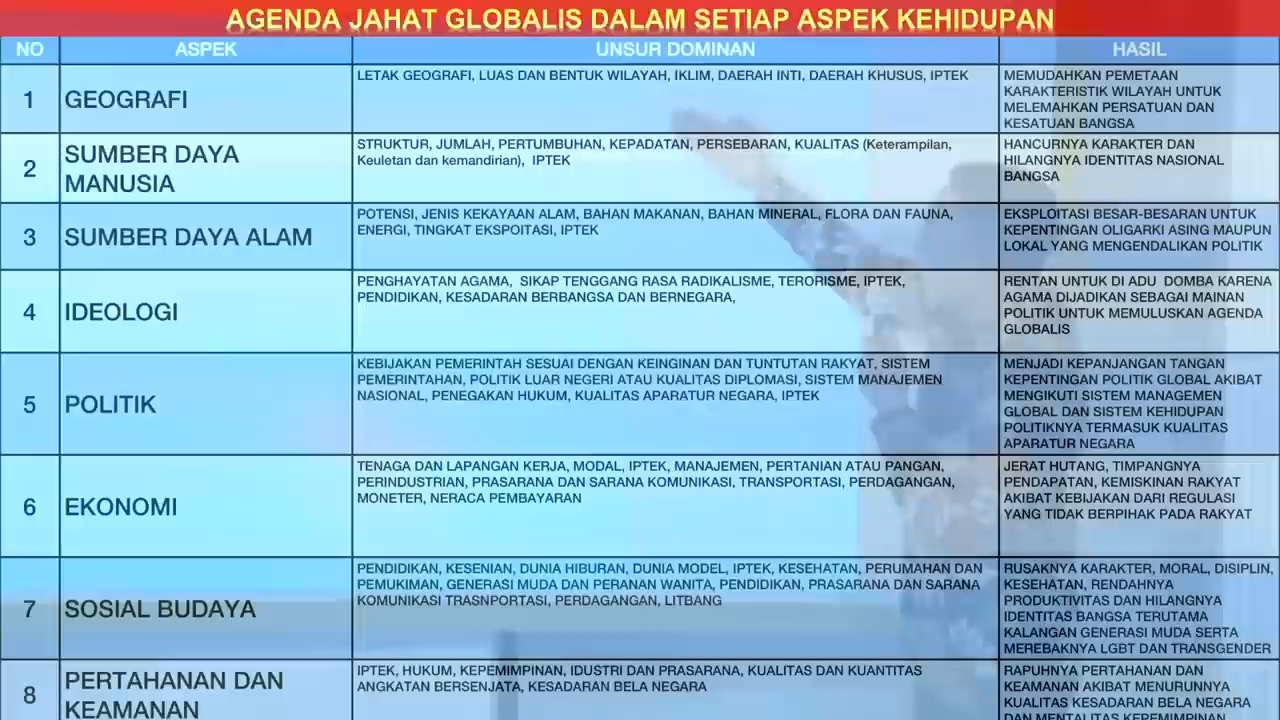 AGENDA JAHAT GLOBALIS DALAM SETIAP ASPEK KEHIDUPAN
NO ASPEK UNSUR DOMINAN HASIL
1
GEOGRAFI
LETAK GEOGRAFI, LUAS DAN BENTUK WILAYAH, IKLIM, DAERAH INTI, DAERAH KHUSUS, IPTEK
MEMUDAHKAN PEMETAAN
KARAKTERISTIK WILAYAH UNTUK
MELEMAHKAN PERSATUAN DAN
KESATUAN BANGSA
2
SUMBER DAYA
MANUSIA
STRUKTUR, JUMLAH, PERTUMBUHAN, KEPADATAN, PERSEBARAN, KUALITAS (Keterampilan,
Keuletan dan kemandirian), IPTEK
HANCURNYA KARAKTER DAN
HILANGNYA IDENTITAS NASIONAL
BANGSA
3
SUMBER DAYA ALAM
POTENSI, JENIS KEKAYAAN ALAM, BAHAN MAKANAN, BAHAN MINERAL, FLORA DAN FAUNA,
ENERGI, TINGKAT EKSPOITASI, IPTEK
EKSPLOITASI BESAR-BESARAN UNTUK
KEPENTINGAN OLIGARKI ASING MAUPUN
LOKAL YANG MENGENDALIKAN POLITIK
4
IDEOLOGI
PENGHAYATAN AGAMA, SIKAP TENGGANG RASA RADIKALISME, TERORISME, IPTEK,
PENDIDIKAN, KESADARAN BERBANGSA DAN BERNEGARA,
RENTAN UNTUK DI ADU DOMBA KARENA
AGAMA DIJADIKAN SEBAGAI MAINAN
POLITIK UNTUK MEMULUSKAN AGENDA
GLOBALIS
5
POLITIK
KEBIJAKAN PEMERINTAH SESUAI DENGAN KEINGINAN DAN TUNTUTAN RAKYAT, SISTEM
PEMERINTAHAN, POLITIK LUAR NEGERI ATAU KUALITAS DIPLOMASI, SISTEM MANAJEMEN
NASIONAL, PENEGAKAN HUKUM, KUALITAS APARATUR NEGARA, IPTEK
MENJADI KEPANJANGAN TANGAN
KEPENTINGAN POLITIK GLOBAL AKIBAT
MENGIKUTI SISTEM MANAGEMEN
GLOBAL DAN SISTEM KEHIDUPAN
POLITIKNYA TERMASUK KUALITAS
APARATUR NEGARA
6
EKONOMI
TENAGA DAN LAPANGAN KERJA, MODAL, IPTEK, MANAJEMEN, PERTANIAN ATAU PANGAN,
PERINDUSTRIAN, PRASARANA DAN SARANA KOMUNIKASI, TRANSPORTASI, PERDAGANGAN,
MONETER, NERACA PEMBAYARAN
JERAT HUTANG, TIMPANGNYA
PENDAPATAN, KEMISKINAN RAKYAT
AKIBAT KEBIJAKAN DARI REGULASI
YANG TIDAK BERPIHAK PADA RAKYAT
7
SOSIAL BUDAYA
PENDIDIKAN, KESENIAN, DUNIA HIBURAN, DUNIA MODEL, IPTEK, KESEHATAN, PERUMAHAN DAN
PEMUKIMAN, GENERASI MUDA DAN PERANAN WANITA, PENDIDIKAN, PRASARANA DAN SARANA
KOMUNIKASI TRASNPORTASI, PERDAGANGAN, LITBANG
RUSAKNYA KARAKTER, MORAL, DISIPLIN,
KESEHATAN, RENDAHNYA
PRODUKTIVITAS DAN HILANGNYA
IDENTITAS BANGSA TERUTAMA
KALANGAN GENERASI MUDA SERTA
MEREBAKNYA LGBT DAN TRANSGENDER
8
PERTAHANAN DAN
KEAMANAN
IPTEK, HUKUM, KEPEMIMPINAN, IDUSTRI DAN PRASARANA, KUALITAS DAN KUANTITAS
ANGKATAN BERSENJATA, KESADARAN BELA NEGARA
RAPUHNYA PERTAHANAN DAN
KEAMANAN AKIBAT MENURUNNYA
KUALITAS KESADARAN BELA NEGARA
DAN MENTALITAS KEPEMIMPINAN